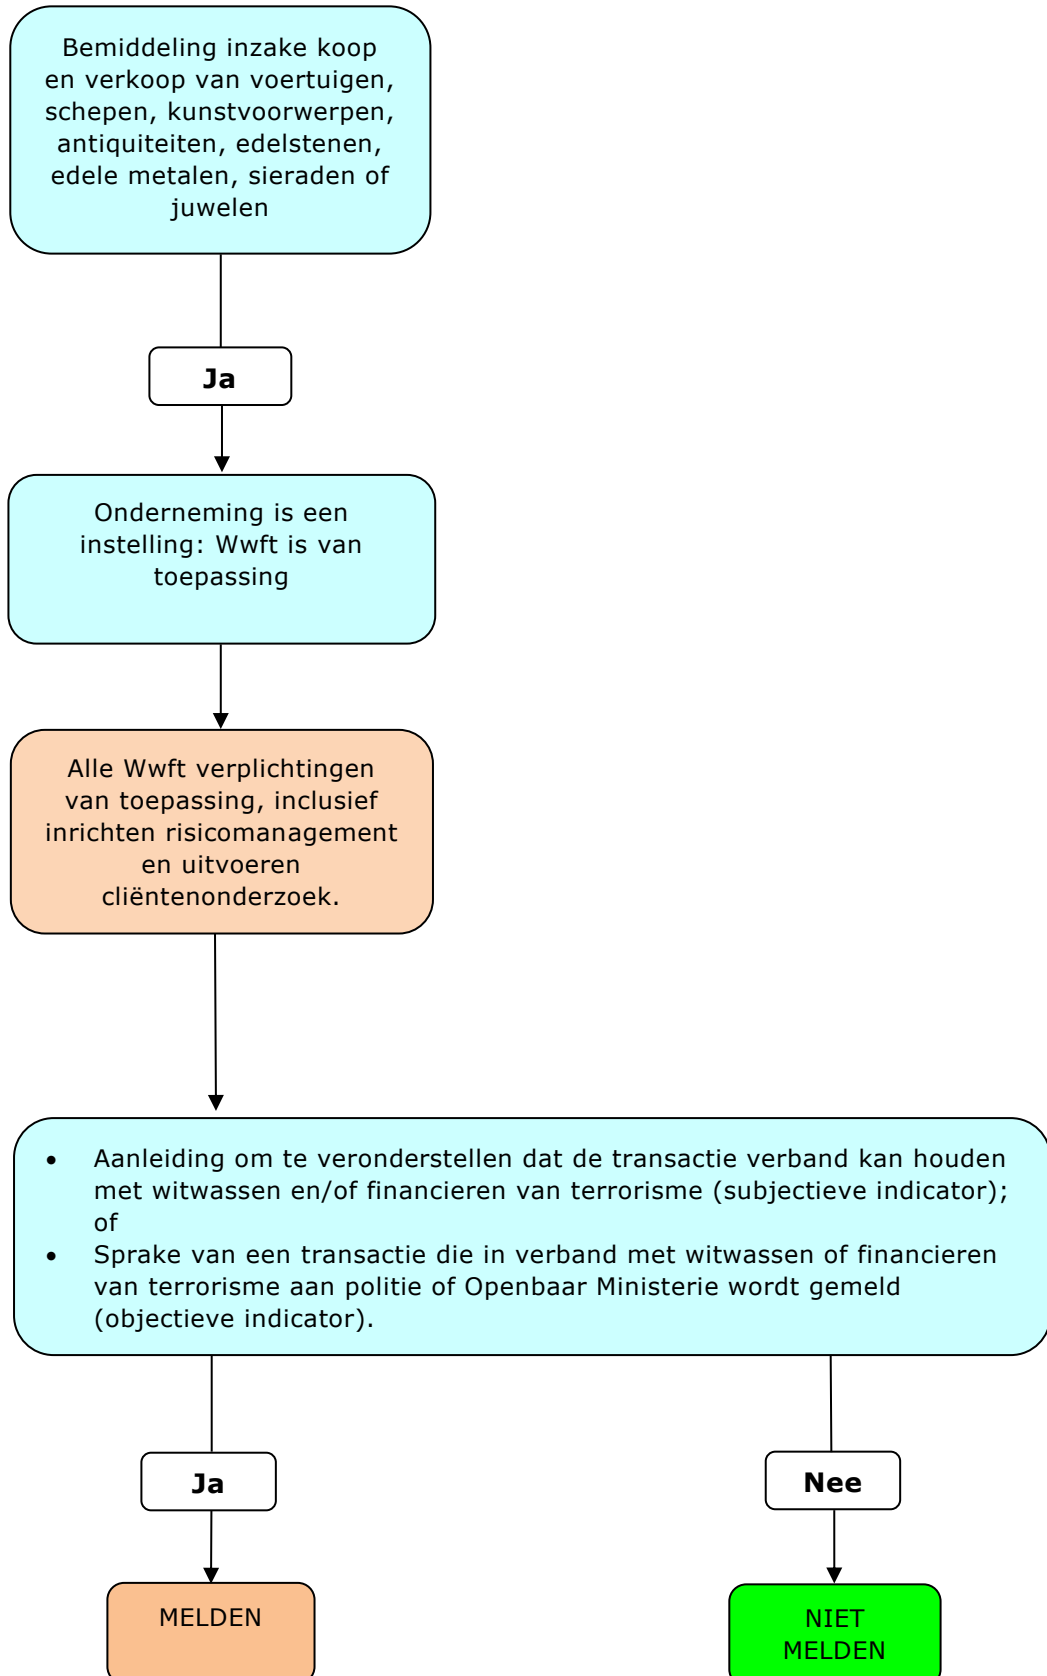 Bemiddeling inzake koop
en verkoop van voertuigen,
schepen, kunstvoorwerpen,
antiquiteiten, edelstenen,
edele metalen, sieraden of
juwelen
Ja
Onderneming is een
instelling: Wwft is van
toepassing
Alle Wwft verplichtingen
van toepassing, inclusief
inrichten risicomanagement
en uitvoeren
cliëntenonderzoek.
• Aanleiding om te veronderstellen dat de transactie verband kan houden
met witwassen en/of financieren van terrorisme (subjectieve indicator);
of
• Sprake van een transactie die in verband met witwassen of financieren
van terrorisme aan politie of Openbaar Ministerie wordt gemeld
(objectieve indicator).
Ja
Nee
MELDEN
NIET
MELDEN